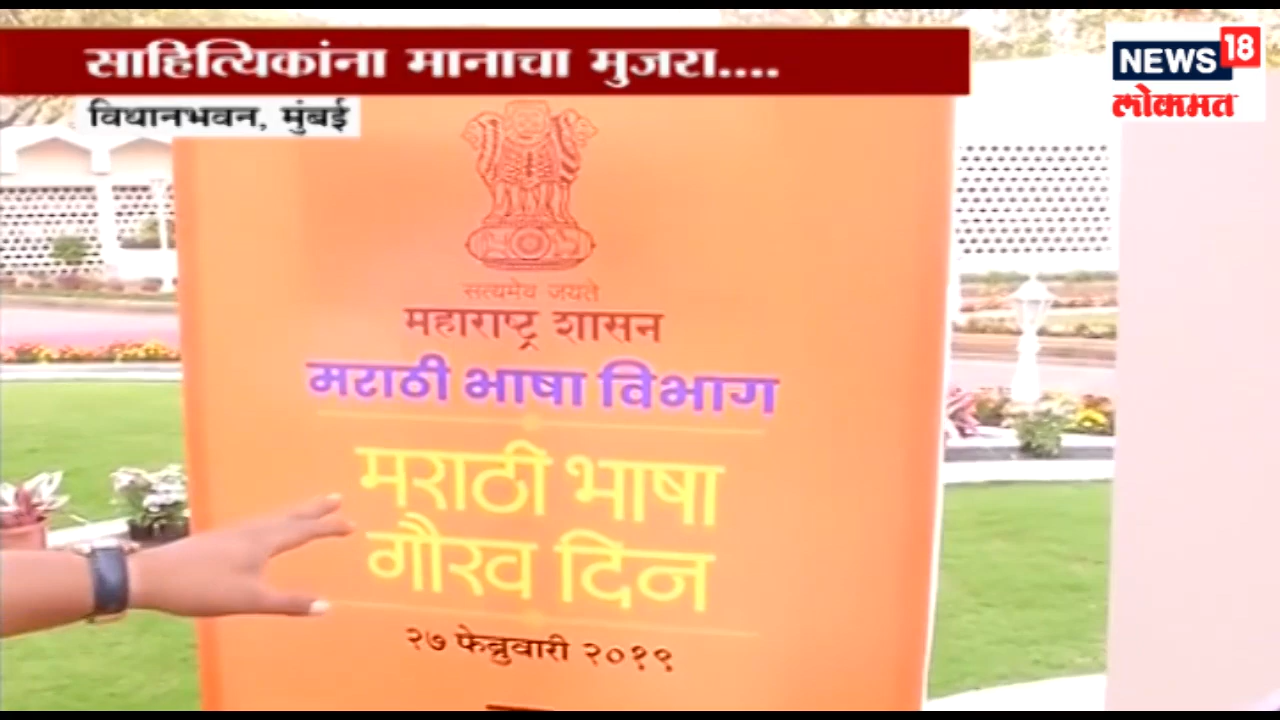 साहित्यिकांना मानाचा मुजरा....
NEWS 18
लोकमत
विधानभवन, मुंबई
सत्यमेव जयते
महाराष्ट्र शासन
मराठी भाषा विभाग
मराठी भाषा
गौरव दिन
२७ फेब्रुवारी २०१९